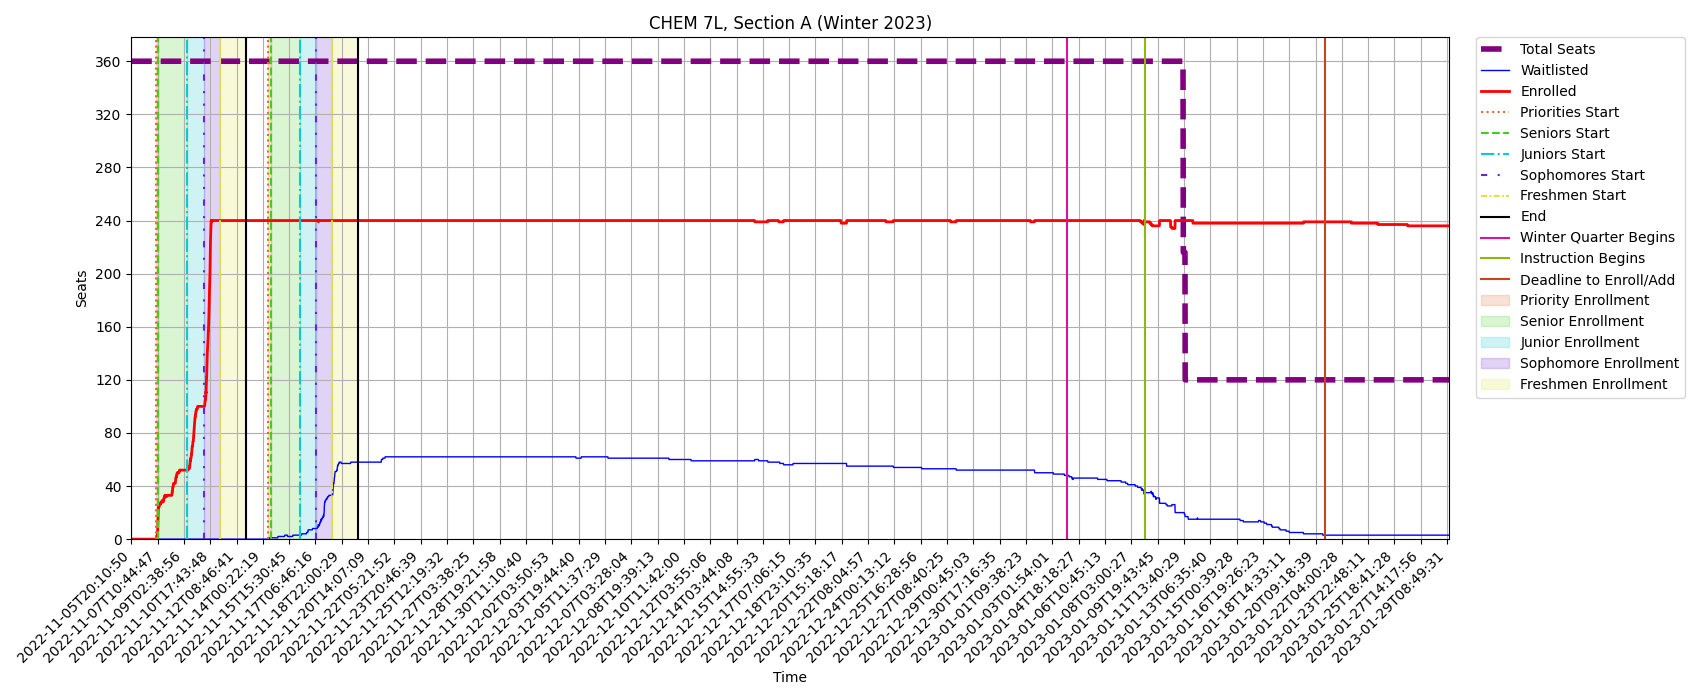 CHEM 7L, Section A (Winter 2023)
Seats
360
320
280
240
200
160
120
80
40
0
2022-11-05T20:10:50
2022-11-07T10:44:47
2022-11-09T02:38:56
2022-11-10T17:43:48
2022-11-12T08:46:41
2022-11-14T00:22:19
2022-11-15T15:30:45
2022-11-17T06:46:16
2022-11-18T22:00:29
2022-11-20T14:07:09
2022-11-22T05:21:52
2022-11-23T20:46:39
2022-11-25T12:19:32
2022-11-27T03:38:25
2022-11-28T19:21:58
2022-11-30T11:10:40
2022-12-02T03:50:53
2022-12-03T19:44:40
2022-12-05T11:37:29
2022-12-07T03:28:04
2022-12-08T19:39:13
2022-12-10T11:42:00
2022-12-12T03:55:06
2022-12-14T03:44:08
2022-12-15T14:55:33
2022-12-17T07:06:15
2022-12-18T23:10:35
2022-12-20T15:18:17
2022-12-22T08:04:57
2022-12-24T00:13:12
2022-12-25T16:28:56
2022-12-27T08:40:25
2022-12-29T00:45:03
2022-12-30T17:16:35
2023-01-01T09:38:23
2023-01-03T01:54:01
2023-01-04T18:18:27
2023-01-06T10:45:13
2023-01-08T03:00:27
2023-01-09T19:43:45
2023-01-11T13:40:29
2023-01-13T06:35:40
2023-01-15T00:39:28
2023-01-16T19:26:23
2023-01-18T14:33:11
2023-01-20T09:18:39
2023-01-22T04:00:28
2023-01-23T22:48:11
2023-01-25T18:41:28
2023-01-27T14:17:56
2023-01-29T08:49:31
Time
Total Seats
Waitlisted
Enrolled
Priorities Start
Seniors Start
Juniors Start
Sophomores Start
Freshmen Start
End
Winter Quarter Begins
Instruction Begins
Deadline to Enroll/Add
Priority Enrollment
Senior Enrollment
Junior Enrollment
Sophomore Enrollment
Freshmen Enrollment